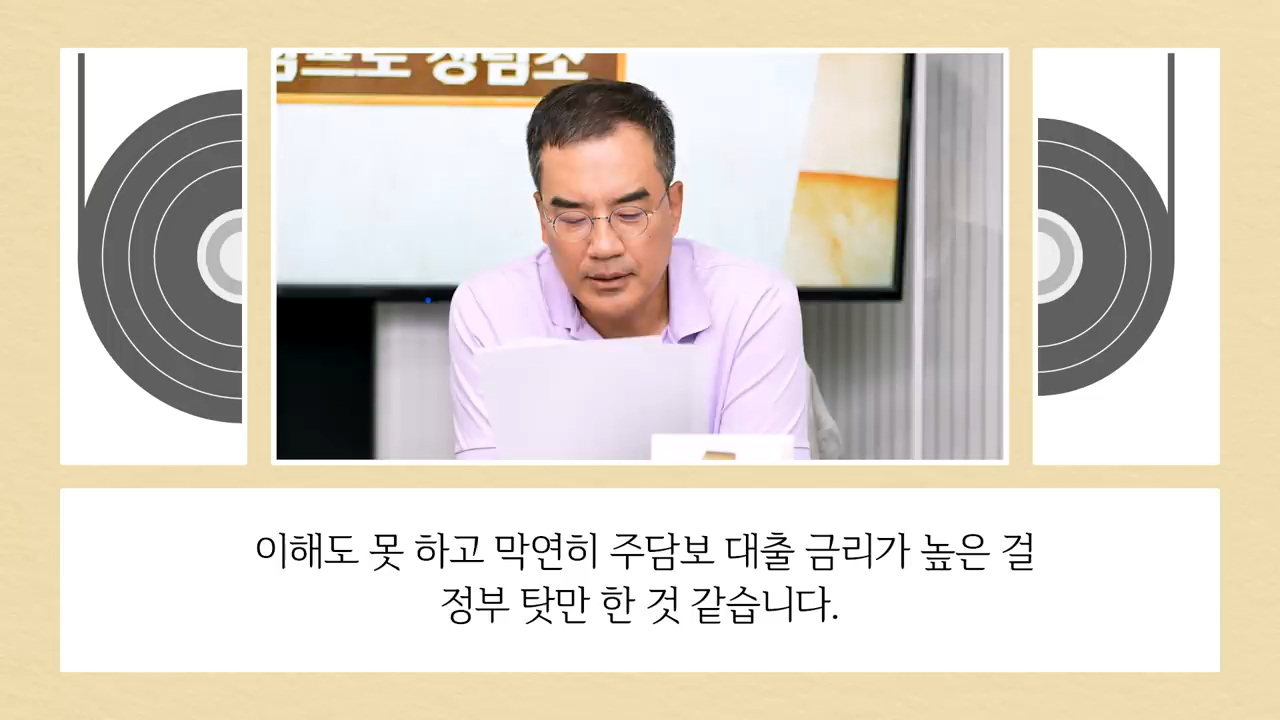 이해도 못 하고 막연히 주담보 대출 금리가 높은 걸
정부 탓만 한 것 같습니다.